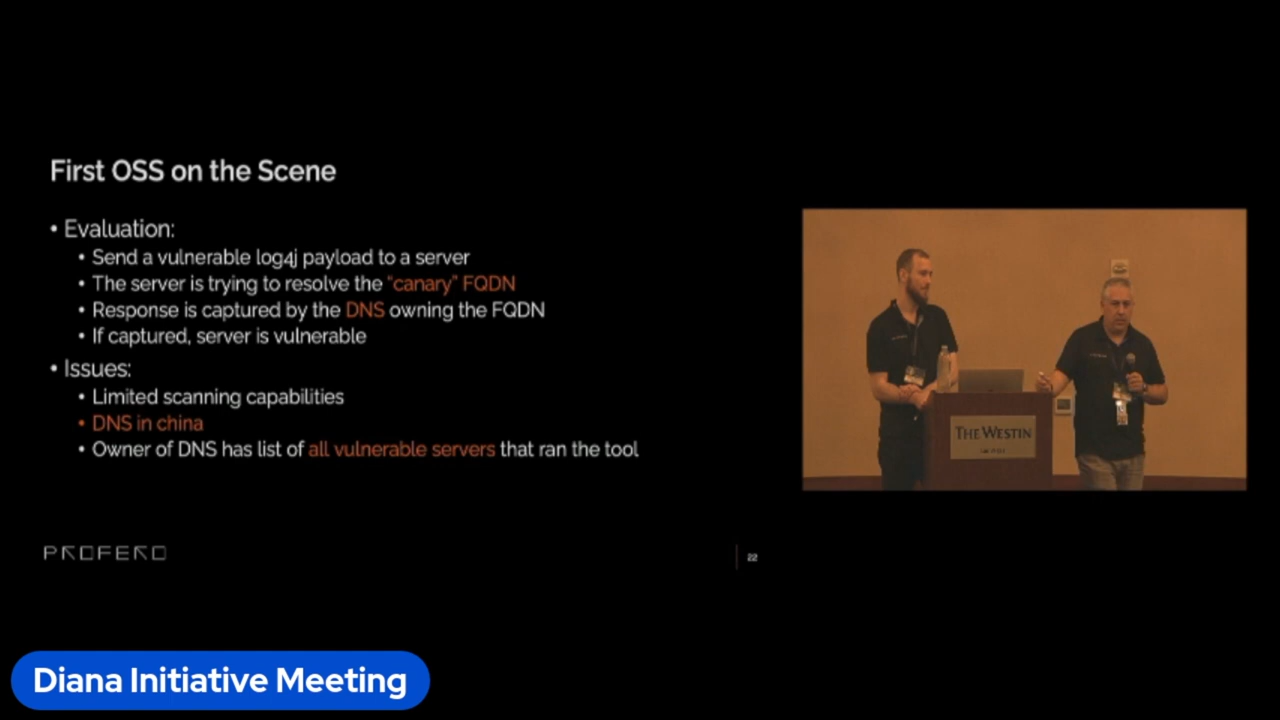 First OSS on the Scene
• Evaluation:
• Send a vulnerable log4j payload to a server
• The server is trying to resolve the "canary" FQDN
• Response is captured by the DNS owning the FQDN
• If captured, server is vulnerable
• Issues:
• Limited scanning capabilities
• DNS in china
• Owner of DNS has list of all vulnerable servers that ran the tool
THE WESTIN
PROFERO
22
Diana Initiative Meeting